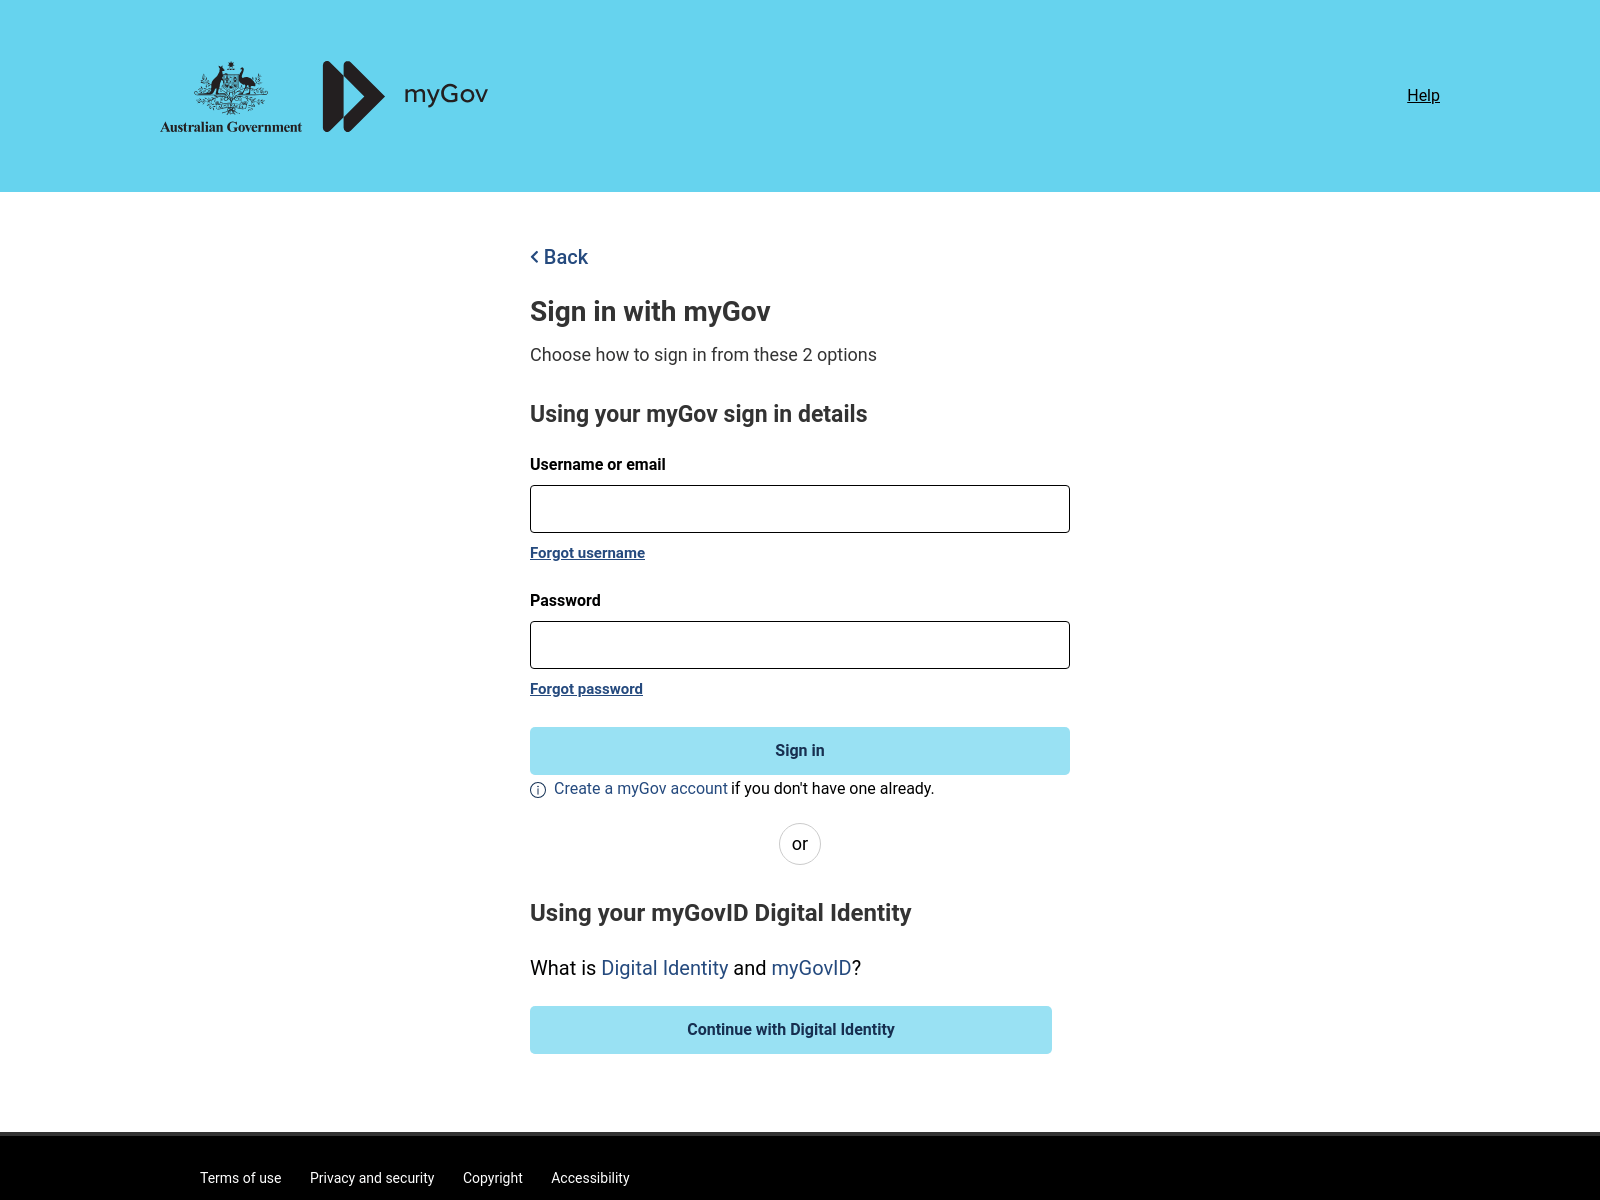 Australian Government
myGov
Help
Back
Sign in with myGov
Choose how to sign in from these 2 options
Using your myGov sign in details
Username or email
Forgot username
Password
Forgot password
Sign in
Create a myGov account if you don't have one already.
or
Using your myGovID Digital Identity
What is Digital Identity and myGovID?
Continue with Digital Identity
Terms of use Privacy and security Copyright Accessibility